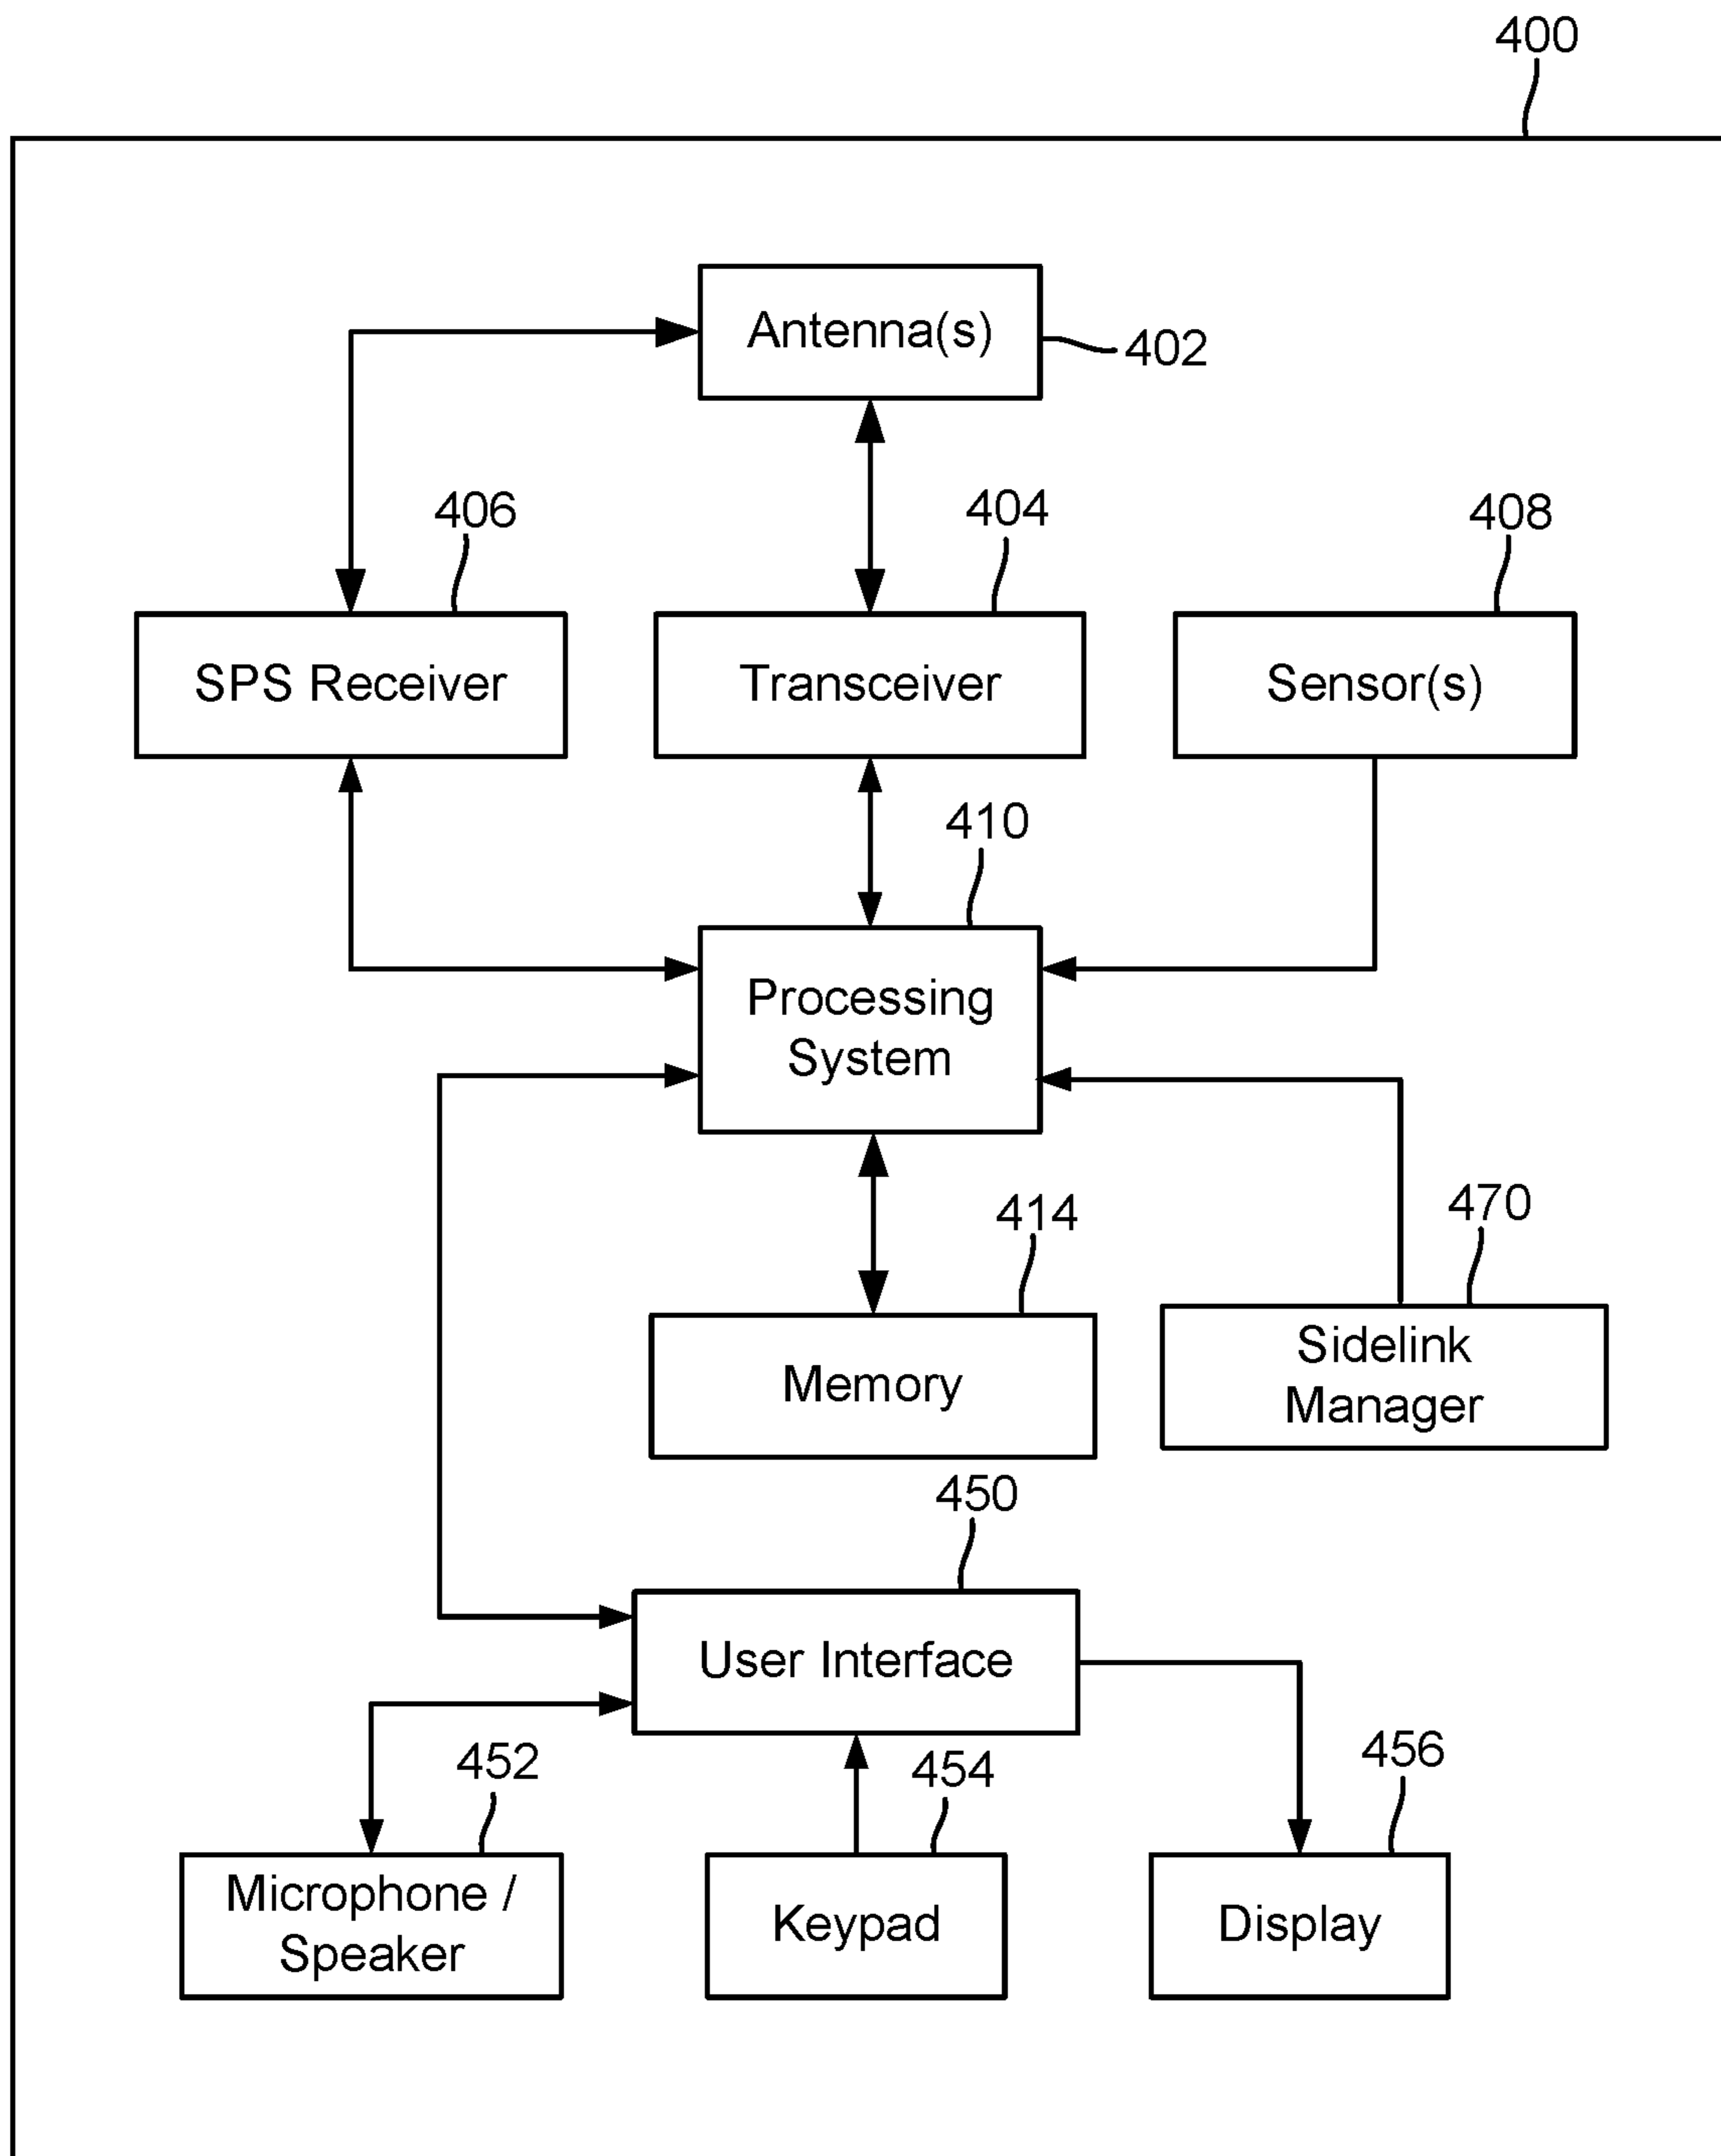 400
Antenna(s)
402
406
404
408
SPS Receiver
Transceiver
Sensor(s)
410
Processing
System
414
470
Memory
Sidelink
Manager
450
User Interface
452
454
456
Microphone /
Speaker
Keypad
Display